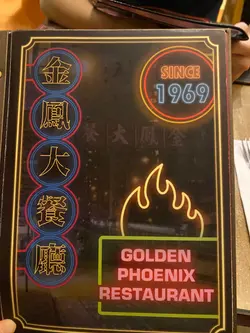 金
鳳
大
餐
廳
SINCE
1969
GOLDEN
PHOENIX
RESTAURANT